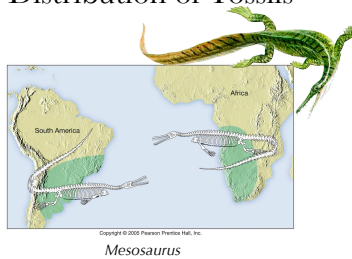 Distribution of Fossils
Africa
South America
Copyright © 2005 Pearson Prentice Hall, Inc.
Mesosaurus